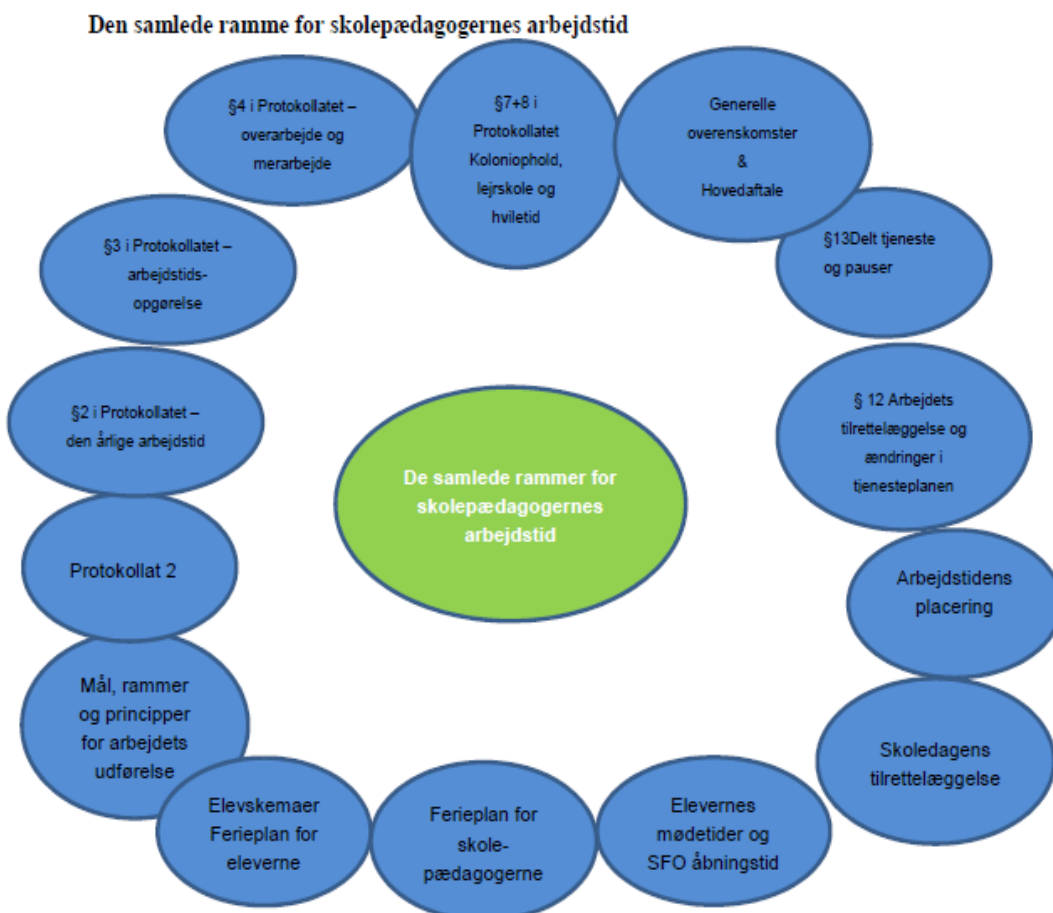 Den samlede ramme for skolepædagogernes arbejdstid
§4 i Protokollatet –
overarbejde og
merarbejde
§7+8 i
Protokollatet
Koloniophold,
lejrskole og
hviletid
Generelle
overenskomster
&
Hovedaftale
§13Delt tjeneste
og pauser
§ 12 Arbejdets
tilrettelæggelse og
ændringer i
tjenesteplanen
Arbejdstidens
placering
Skoledagens
tilrettelæggelse
Elevernes
mødetider og
SFO åbningstid
Ferieplan for
skole-
pædagogerne
Elevskemaer
Ferieplan for
eleverne
Mål, rammer
og principper
for arbejdets
udførelse
Protokollat 2
§2 i Protokollatet –
den årlige arbejdstid
§3 i Protokollatet –
arbejdstids-
opgørelse
De samlede rammer for
skolepædagogernes
arbejdstid